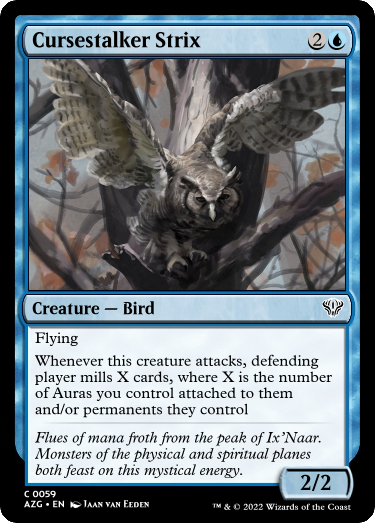 Cursestalker Strix 2
Creature — Bird
Flying
Whenever this creature attacks, defending
player mills X cards, where X is the number
of Auras you control attached to them
and/or permanents they control
Flues of mana froth from the peak of Ix'Naar.
Monsters of the physical and spiritual planes
both feast on this mystical energy.
2/2
C 0059
AZG • EN Jaan van Eeden
™ & © 2022 Wizards of the Coast